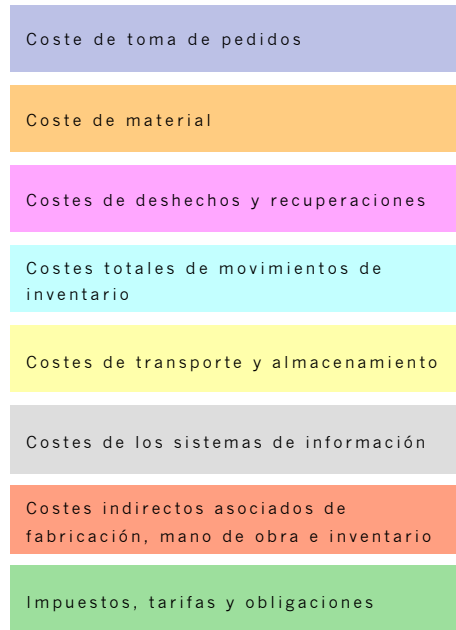 Coste de toma de pedidos
Coste de material
Costes de deshechos y recuperaciones
Costes totales de movimientos de
inventario
Costes de transporte y almacenamiento
Costes de los sistemas de información
Costes indirectos asociados de
fabricación, mano de obra e inventario
Impuestos, tarifas y obligaciones